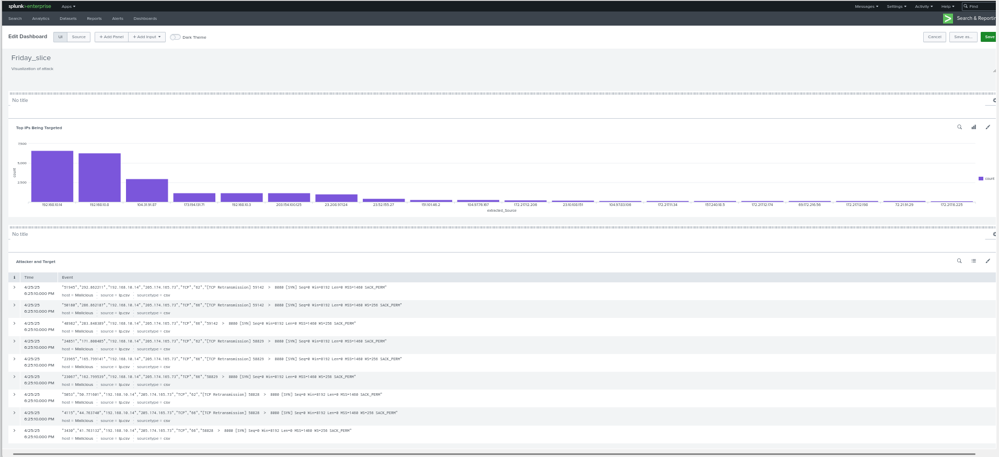 splunk>enterprise Apps Messages Settings Activity Help Find
Search Analytics Datasets Reports Alerts Dashboards Search & Reportin
Edit Dashboard UI Source + Add Panel + Add Input Dark Theme Cancel Save as... Save
Friday_slice
Visualization of attack
No title
Top IPs Being Targeted
7,500
5,000
2,500
count
count
192.168.10.14 192.168.10.8 104.31.91.87 173.194.131.71 192.168.10.3 203.154.100.125 23.208.97.124 23.52.155.27 151.101.46.2 104.97.76.167 172.217.12.206 23.10.108.151 104.97.83.106 172.217.11.34 157.240.18.5 172.217.12.174 69.172.216.56 172.217.12.198 72.21.91.29 172.217.6.225
extracted_Source
No title
Attacker and Target
i Time Event
4/25/25 "51945","292.862211","192.168.10.14","205.174.165.73","TCP","62","[TCP Retransmission] 59142 > 8080 [SYN] Seq=0 Win=8192 Len=0 MSS=1460 SACK_PERM"
6:25:10.000 PM host = Malicious source = ip.csv sourcetype = csv
4/25/25 "50180","286.862187","192.168.10.14","205.174.165.73","TCP","66","[TCP Retransmission] 59142 > 8080 [SYN] Seq=0 Win=8192 Len=0 MSS=1460 WS=256 SACK_PERM"
6:25:10.000 PM host = Malicious source = ip.csv sourcetype = csv
4/25/25 "48982","283.848389","192.168.10.14","205.174.165.73","TCP","66","59142 > 8080 [SYN] Seq=0 Win=8192 Len=0 MSS=1460 WS=256 SACK_PERM"
6:25:10.000 PM host = Malicious source = ip.csv sourcetype = csv
4/25/25 "24851","171.808485","192.168.10.14","205.174.165.73","TCP","62","[TCP Retransmission] 58829 > 8080 [SYN] Seq=0 Win=8192 Len=0 MSS=1460 SACK_PERM"
6:25:10.000 PM host = Malicious source = ip.csv sourcetype = csv
4/25/25 "23965","165.799141","192.168.10.14","205.174.165.73","TCP","66","[TCP Retransmission] 58829 > 8080 [SYN] Seq=0 Win=8192 Len=0 MSS=1460 WS=256 SACK_PERM"
6:25:10.000 PM host = Malicious source = ip.csv sourcetype = csv
4/25/25 "23067","162.799539","192.168.10.14","205.174.165.73","TCP","66","58829 > 8080 [SYN] Seq=0 Win=8192 Len=0 MSS=1460 WS=256 SACK_PERM"
6:25:10.000 PM host = Malicious source = ip.csv sourcetype = csv
4/25/25 "5053","50.771601","192.168.10.14","205.174.165.73","TCP","62","[TCP Retransmission] 58828 > 8080 [SYN] Seq=0 Win=8192 Len=0 MSS=1460 SACK_PERM"
6:25:10.000 PM host = Malicious source = ip.csv sourcetype = csv
4/25/25 "4115","44.763740","192.168.10.14","205.174.165.73","TCP","66","[TCP Retransmission] 58828 > 8080 [SYN] Seq=0 Win=8192 Len=0 MSS=1460 WS=256 SACK_PERM"
6:25:10.000 PM host = Malicious source = ip.csv sourcetype = csv
4/25/25 "3430","41.763132","192.168.10.14","205.174.165.73","TCP","66","58828 > 8080 [SYN] Seq=0 Win=8192 Len=0 MSS=1460 WS=256 SACK_PERM"
6:25:10.000 PM host = Malicious source = ip.csv sourcetype = csv